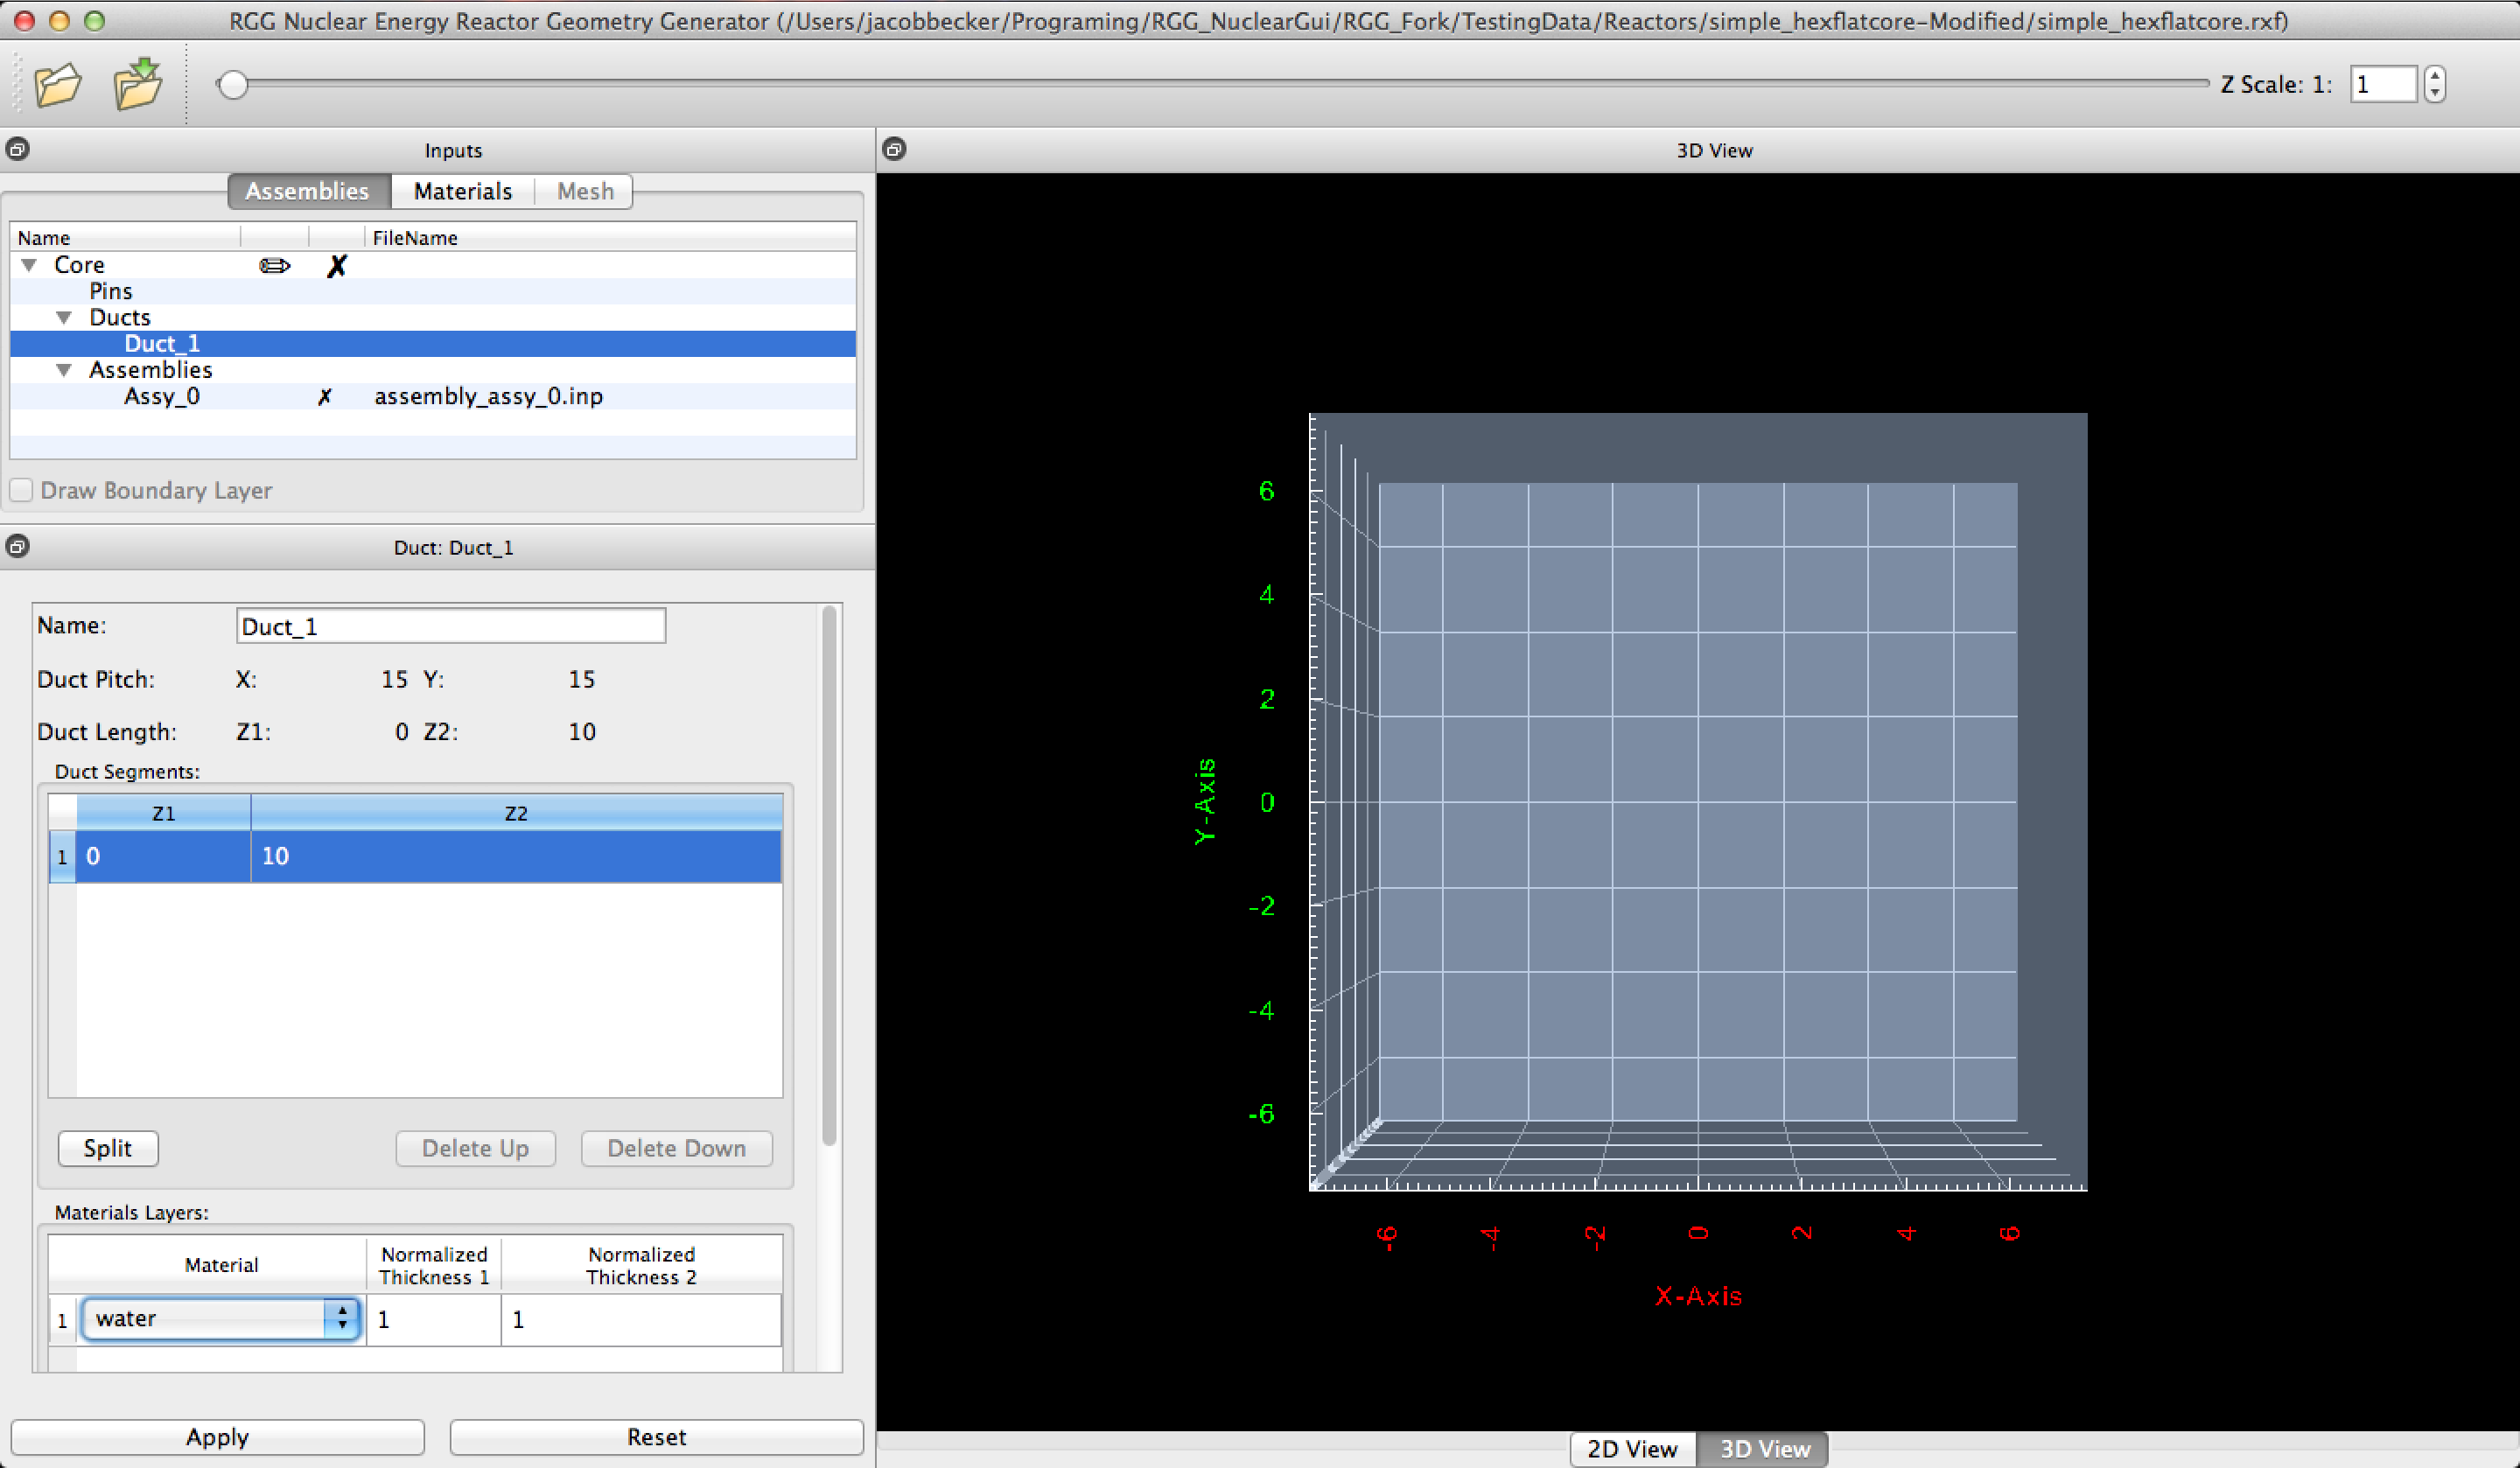 RGG Nuclear Energy Reactor Geometry Generator (/Users/jacobbecker/Programing/RGG_NuclearGui/RGG_Fork/TestingData/Reactors/simple_hexflatcore-Modified/simple_hexflatcore.rxf)
Z Scale: 1: 1
Inputs
Assemblies Materials Mesh
Name FileName
Core
Pins
Ducts
Duct_1
Assemblies
Assy_0 ✗ assembly_assy_0.inp
Draw Boundary Layer
Duct: Duct_1
Name: Duct_1
Duct Pitch: X: 15 Y: 15
Duct Length: Z1: 0 Z2: 10
Duct Segments:
Z1 Z2
1 0 10
Split Delete Up Delete Down
Materials Layers:
Material Normalized Thickness 1 Normalized Thickness 2
1 water 1 1
Apply Reset
3D View
6
4
2
0
-2
-4
-6
Y-Axis
-6 -4 -2 0 2 4 6
X-Axis
2D View 3D View